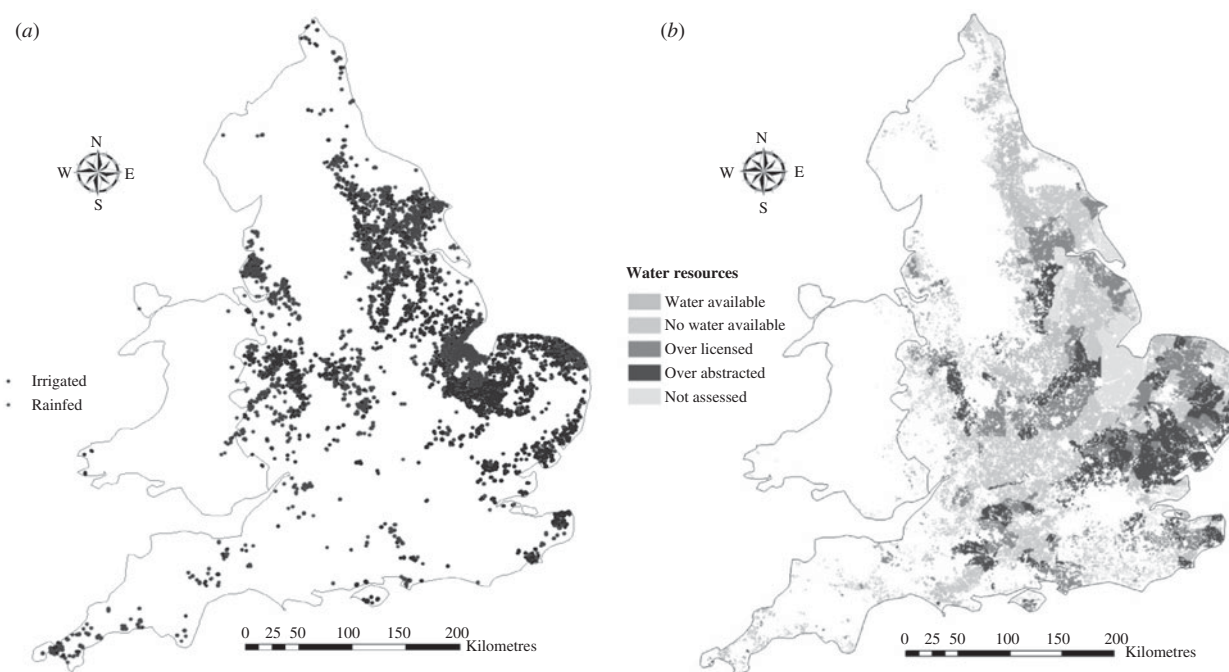 (a)
N
W E
S
Irrigated
Rainfed
0 25 50 100 150 200
Kilometres
(b)
N
W E
S
Water resources
Water available
No water available
Over licensed
Over abstracted
Not assessed
0 25 50 100 150 200
Kilometres